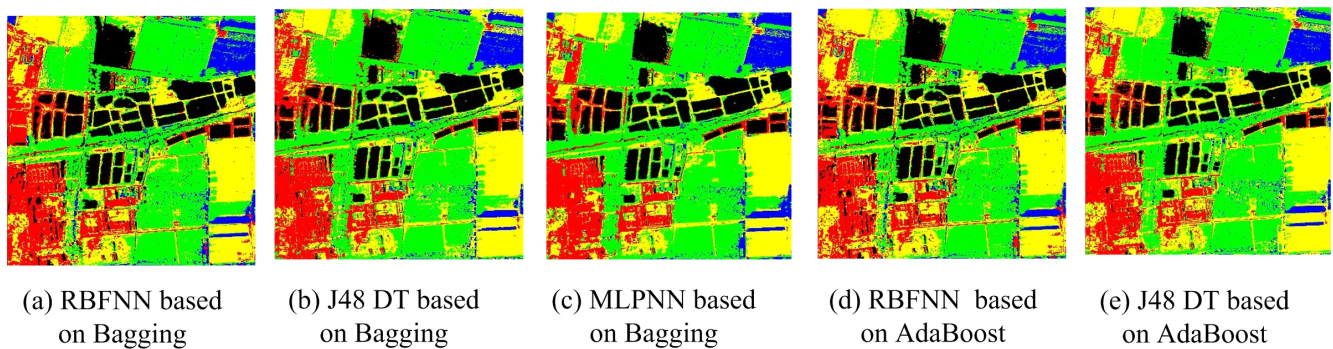 (a) RBFNN based
on Bagging
(b) J48 DT based
on Bagging
(c) MLPNN based
on Bagging
(d) RBFNN based
on AdaBoost
(e) J48 DT based
on AdaBoost